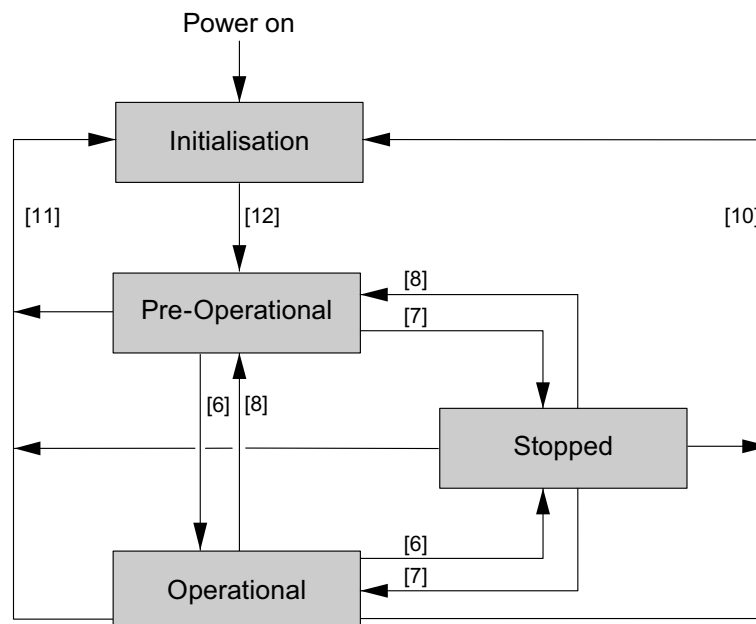 Power on
Initialisation
[11]
[12]
[10]
[8]
Pre-Operational
[7]
[6]
[8]
Stopped
[6]
[7]
Operational